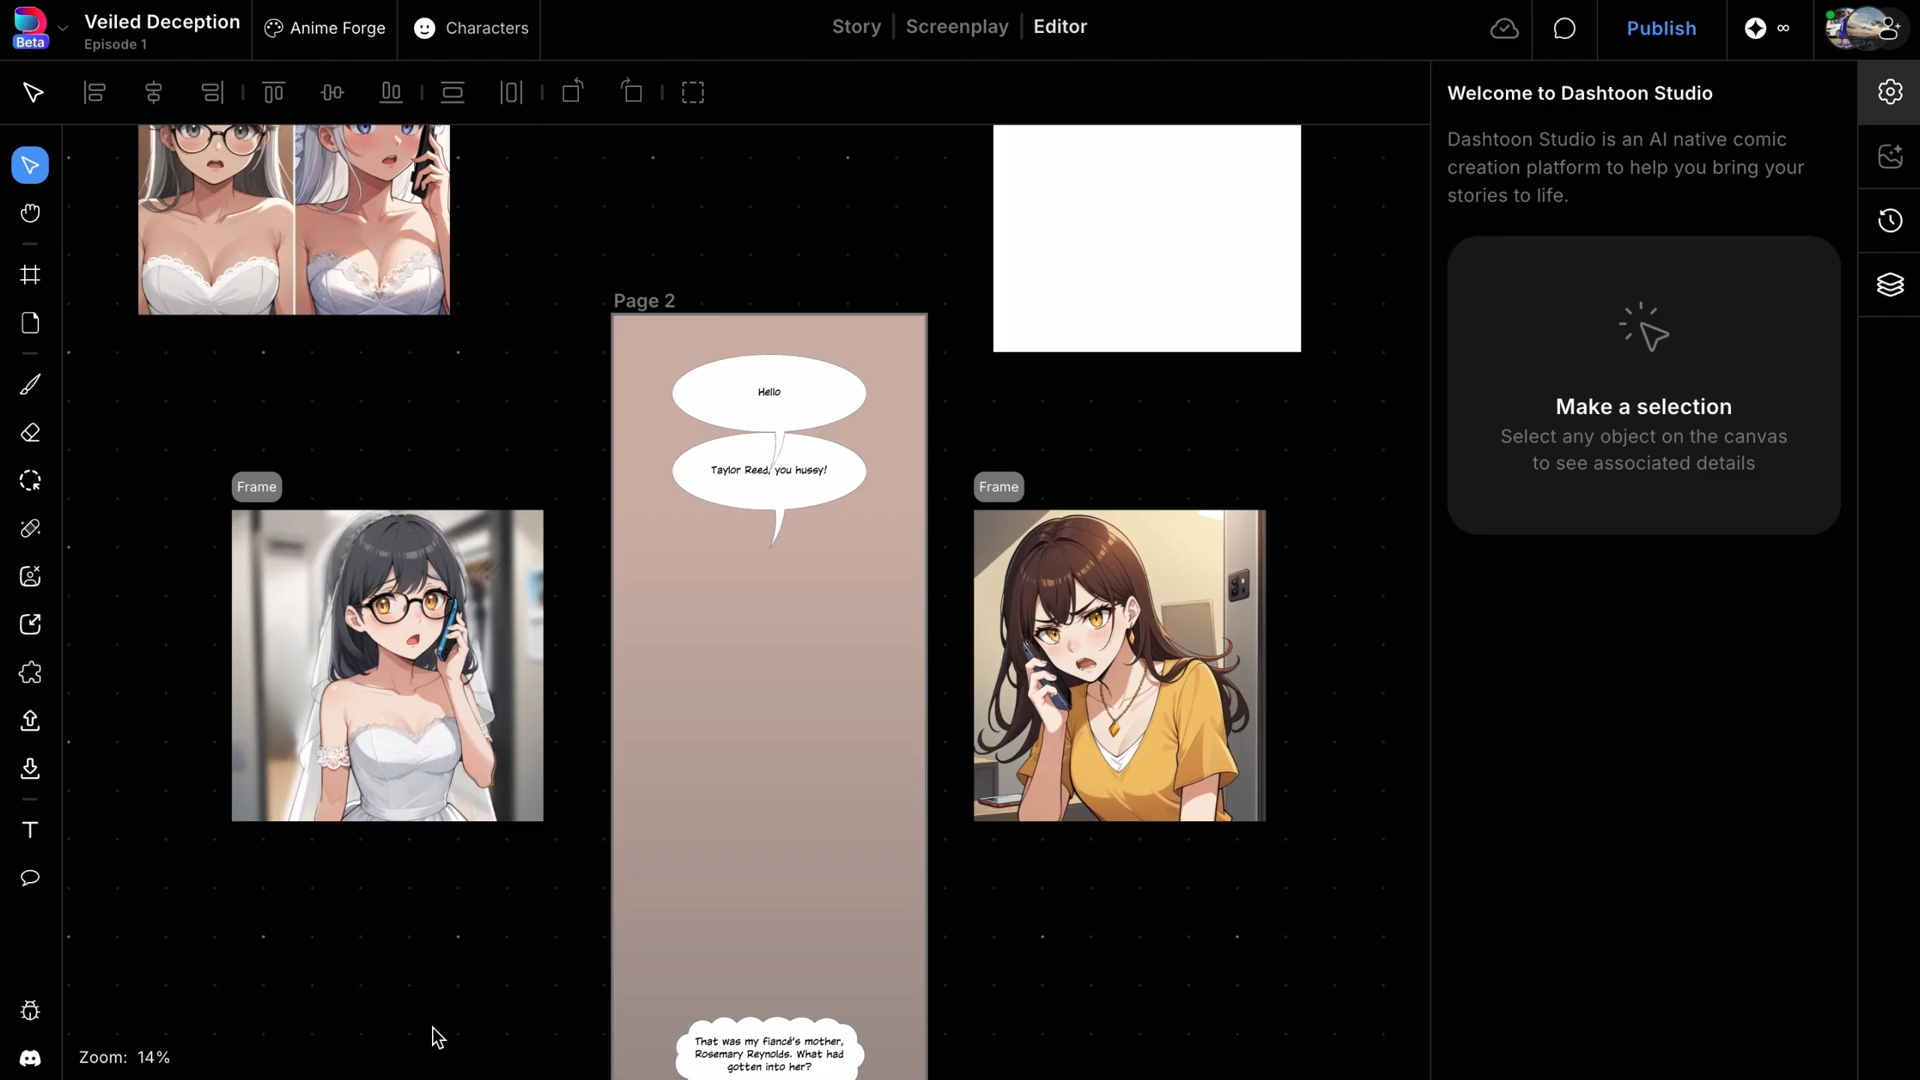 Beta
Veiled Deception
Episode 1
Anime Forge
Characters
Story
Screenplay
Editor
Publish
∞
Welcome to Dashtoon Studio
Dashtoon Studio is an AI native comic
creation platform to help you bring your
stories to life.
Make a selection
Select any object on the canvas
to see associated details
Page 2
Hello
Taylor Reed, you hussy!
Frame
Frame
That was my fiancé's mother,
Rosemary Reynolds. What had
gotten into her?
Zoom: 14%